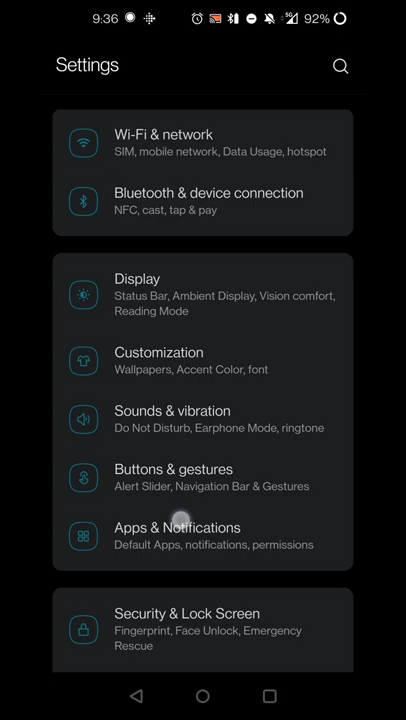 9:36
5G
92%
Settings
Wi-Fi & network
SIM, mobile network, Data Usage, hotspot
Bluetooth & device connection
NFC, cast, tap & pay
Display
Status Bar, Ambient Display, Vision comfort,
Reading Mode
Customization
Wallpapers, Accent Color, font
Sounds & vibration
Do Not Disturb, Earphone Mode, ringtone
Buttons & gestures
Alert Slider, Navigation Bar & Gestures
Apps & Notifications
Default Apps, notifications, permissions
Security & Lock Screen
Fingerprint, Face Unlock, Emergency
Rescue